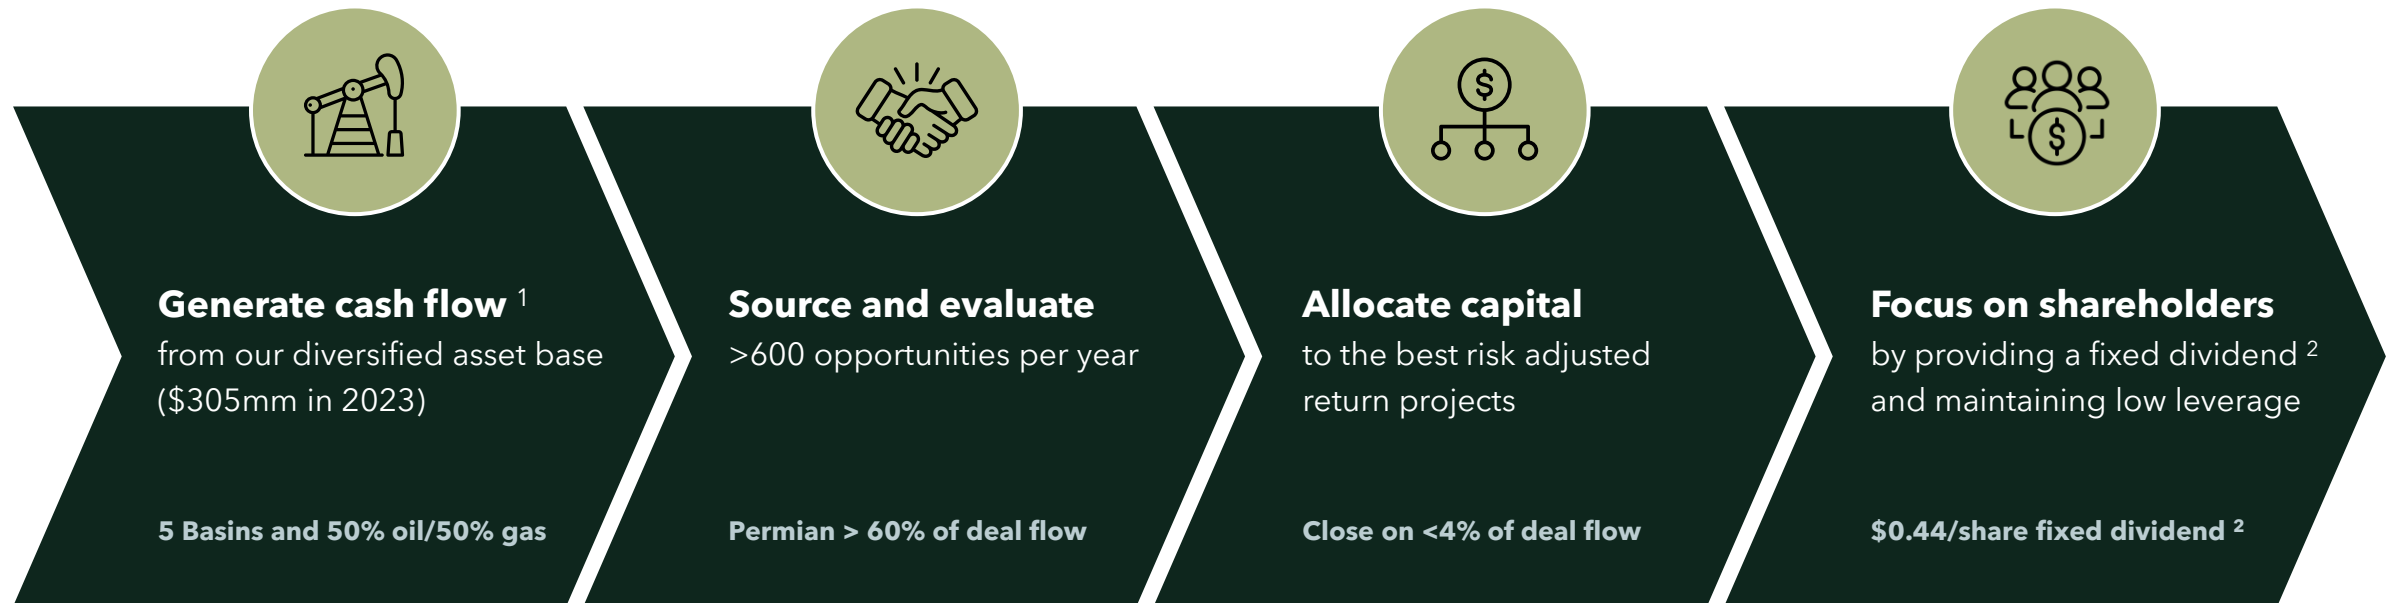 Generate cash flow 1
from our diversified asset base
($305mm in 2023)
5 Basins and 50% oil/50% gas
Source and evaluate
>600 opportunities per year
Permian > 60% of deal flow
$
Allocate capital
to the best risk adjusted
return projects
Close on <4% of deal flow
$
Focus on shareholders
by providing a fixed dividend 2
and maintaining low leverage
$0.44/share fixed dividend 2